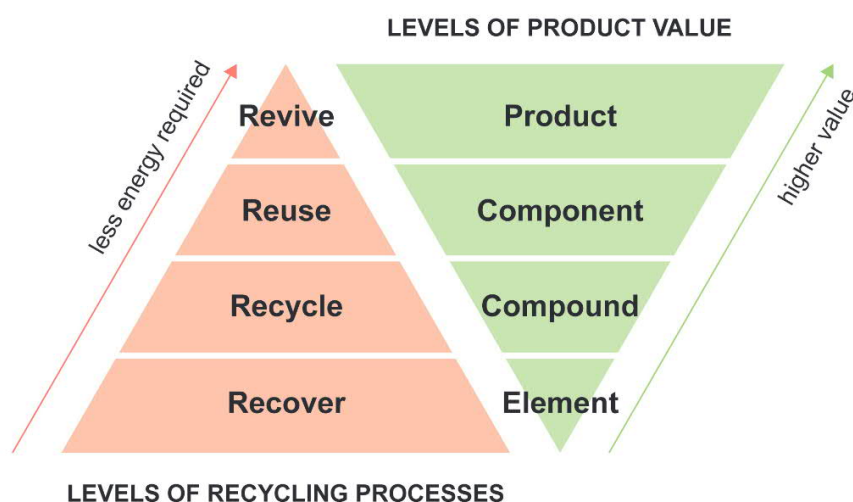 LEVELS OF PRODUCT VALUE
less energy required
Revive
Product
higher value
Reuse
Component
Recycle
Compound
Recover
Element
LEVELS OF RECYCLING PROCESSES